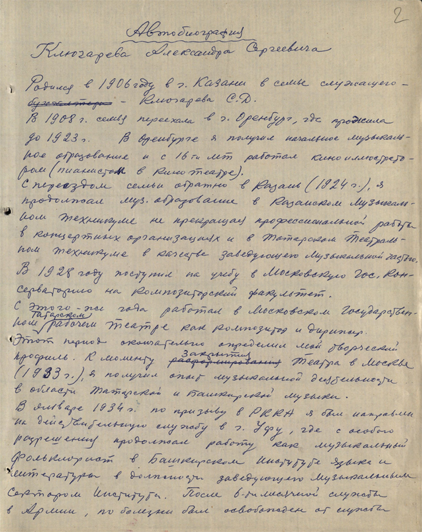 2
Автобиография
Ключарева Александра Сергеевича
Родился в 1906 году в г. Казани в семье служащего –
– Ключарева С.Д.
В 1908 г. семья переехала в г. Оренбург, где прожила
до 1923 г. В Оренбурге я получил начальное музыкаль-
ное образование и с 16-ти лет работал киноиллюстрато-
ром (пианистом в кинотеатре).
С переездом семьи обратно в Казань (1924 г.), я
продолжал муз. образование в Казанском Музыкаль-
ном техникуме не прекращая профессиональной работы
в концертных организациях и в Татарском Театраль-
ном техникуме в качестве заведующего музыкальной части.
В 1928 году поступил на учебу в Московскую Гос. Кон-
серваторию на композиторский факультет.
С этого-же года работал в Московском Государствен-
ном Татарском рабочем театре как композитор и дирижер.
Этот период окончательно определил мой творческий
профиль. К моменту закрытия расформирования театра в Москве
(1933 г.), я получил опыт музыкальной деятельности
в области татарской и башкирской музыки.
В январе 1934 г. по призыву в РККА я был направлен
на действительную службу в г. Уфу, где с особого
разрешения продолжал работу как музыкальный
фольклорист в Башкирском институте языка и
литературы в должности заведующего музыкальным
сектором института. После 6-ти месячной службы
в Армии, по болезни был освобожден от службы